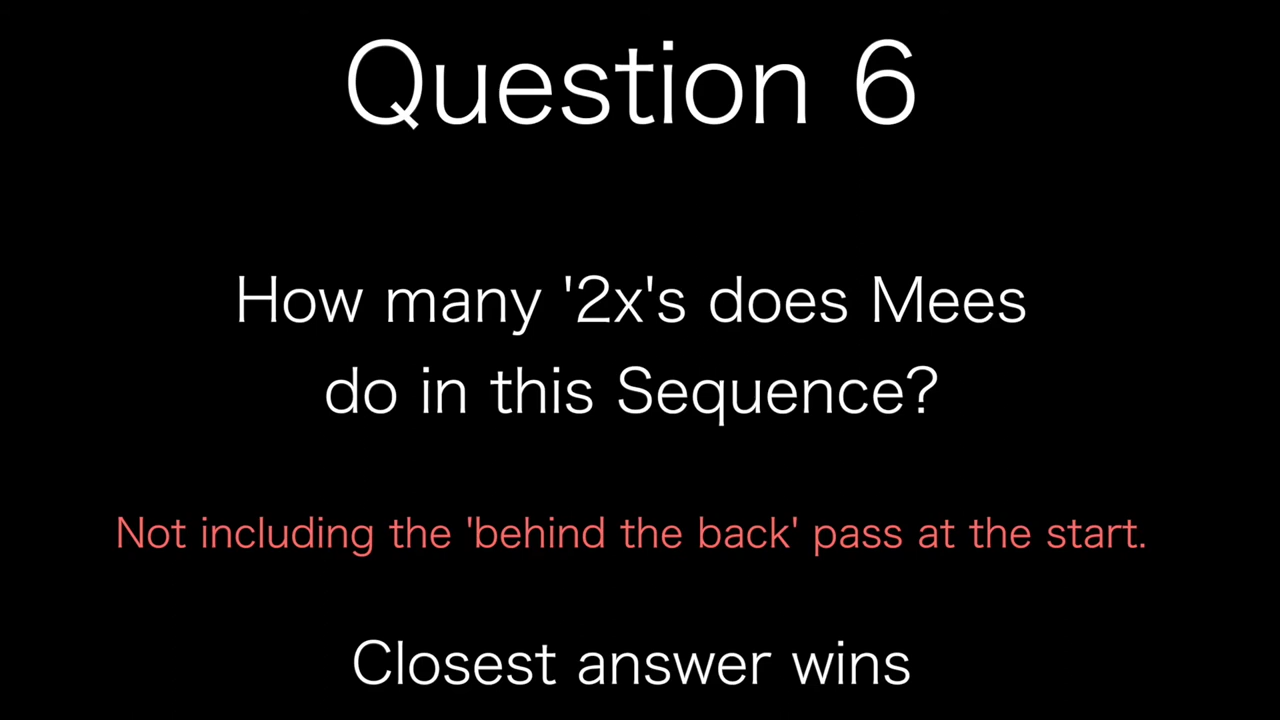 Question 6
How many '2x's does Mees
do in this Sequence?
Not including the 'behind the back' pass at the start.
Closest answer wins